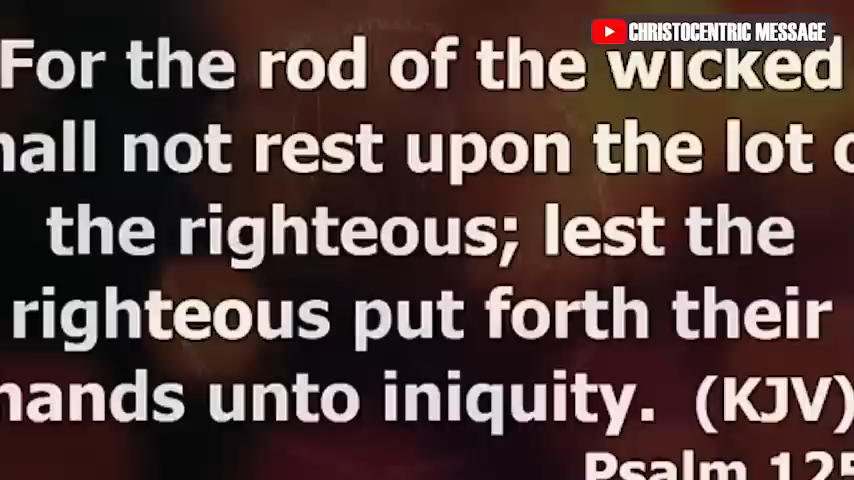 CHRISTOCENTRIC MESSAGE
For the rod of the wicked
hall not rest upon the lot o
the righteous; lest the
righteous put forth their
hands unto iniquity. (KJV)
Psalm 125